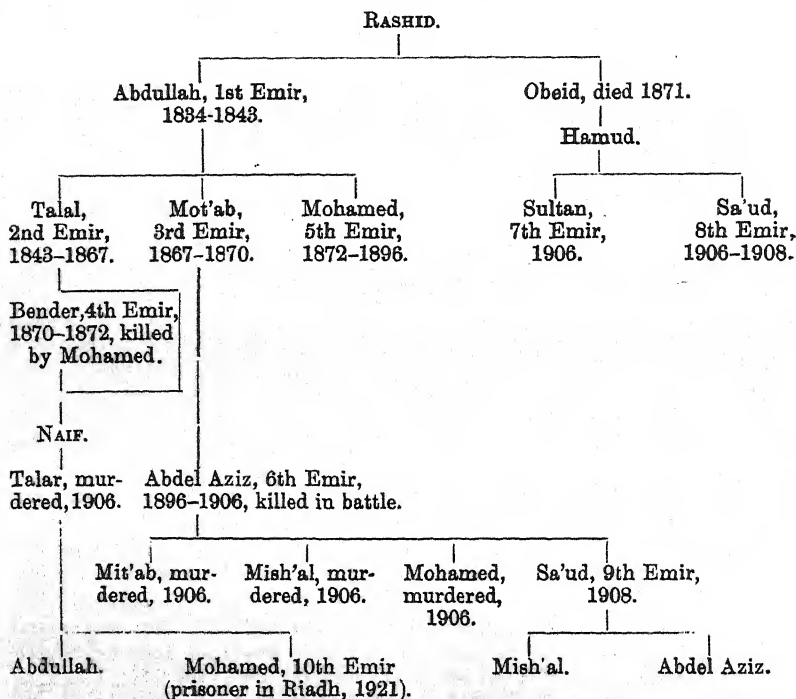 RASHID.
Abdullah, 1st Emir,
1834-1843.
Obeid, died 1871.
Hamud.
Talal,
2nd Emir,
1843–1867.
Mot'ab,
3rd Emir,
1867–1870.
Mohamed,
5th Emir,
1872–1896.
Sultan,
7th Emir,
1906.
Sa'ud,
8th Emir,
1906–1908.
Bender, 4th Emir,
1870–1872, killed
by Mohamed.
NAIF.
Talar, mur-
dered, 1906.
Abdel Aziz, 6th Emir,
1896–1906, killed in battle.
Mit'ab, mur-
dered, 1906.
Mish'al, mur-
dered, 1906.
Mohamed,
murdered,
1906.
Sa'ud, 9th Emir,
1908.
Abdullah.
Mohamed, 10th Emir
(prisoner in Riadh, 1921).
Mish'al.
Abdel Aziz.